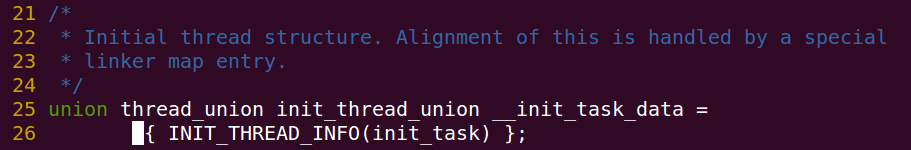 21 /*
22  * Initial thread structure. Alignment of this is handled by a special
23  * linker map entry.
24  */
25 union thread_union init_thread_union __init_task_data =
26         { INIT_THREAD_INFO(init_task) };